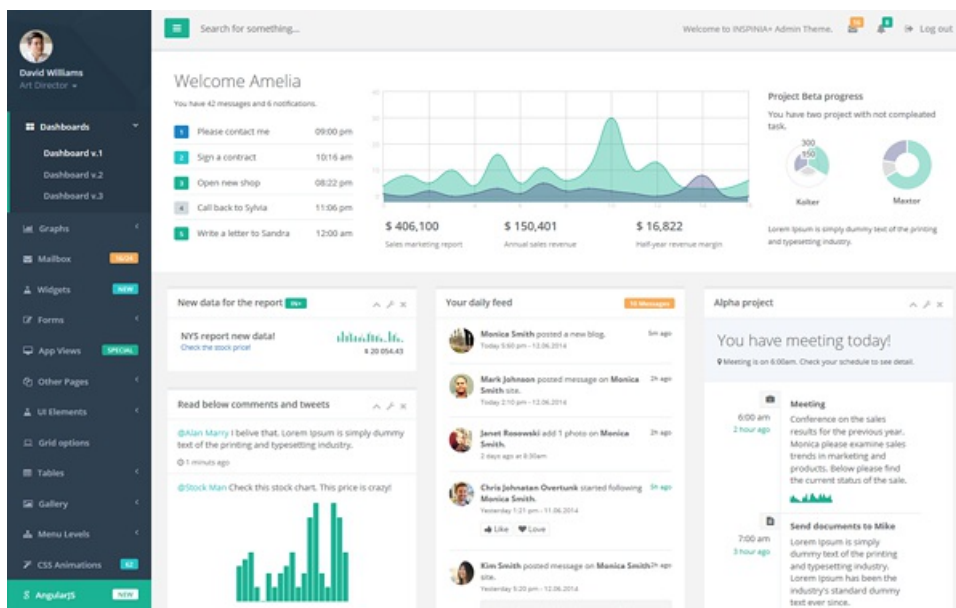 David Williams
Art Director
Dashboards
Dashboard v.1
Dashboard v.2
Dashboard v.3
Graphs
Mailbox
16/24
Widgets
NEW
Forms
App Views
SPECIAL
Other Pages
UI Elements
Grid options
Tables
Gallery
Menu Levels
CSS Animations
62
AngularJS
NEW
Search for something...
Welcome to INSPINIA+ Admin Theme.
16
8
Log out
Welcome Amelia
You have 42 messages and 6 notifications.
1 Please contact me 09:00 pm
2 Sign a contract 10:16 am
3 Open new shop 08:22 pm
4 Call back to Sylvia 11:06 pm
5 Write a letter to Sandra 12:00 am
$ 406,100
Sales marketing report
$ 150,401
Annual sales revenue
$ 16,822
Half-year revenue margin
Project Beta progress
You have two project with not compleated
task.
300
150
Kolter
Maxtor
Lorem Ipsum is simply dummy text of the printing
and typesetting industry.
New data for the report
IN+
NYS report new data!
Check the stock price!
$ 20 054.43
Read below comments and tweets
@Alan Marry I belive that. Lorem Ipsum is simply dummy
text of the printing and typesetting industry.
1 minuts ago
@Stock Man Check this stock chart. This price is crazy!
Your daily feed
10 Messages
Monica Smith posted a new blog. 5m ago
Today 5:60 pm - 12.06.2014
Mark Johnson posted message on Monica 2h ago
Smith site.
Today 2:10 pm - 12.06.2014
Janet Rosowski add 1 photo on Monica 2h ago
Smith.
2 days ago at 8:30am
Chris Johnatan Overtunk started following 5h ago
Monica Smith.
Yesterday 1:21 pm - 11.06.2014
Like
Love
Kim Smith posted message on Monica Smith 2h ago
site.
Yesterday 5:20 pm - 12.06.2014
Alpha project
You have meeting today!
Meeting is on 6:00am. Check your schedule to see detail.
6:00 am
2 hour ago
Meeting
Conference on the sales
results for the previous year.
Monica please examine sales
trends in marketing and
products. Below please find
the current status of the sale.
7:00 am
3 hour ago
Send documents to Mike
Lorem Ipsum is simply
dummy text of the printing
and typesetting industry.
Lorem Ipsum has been the
industry's standard dummy
text ever since.